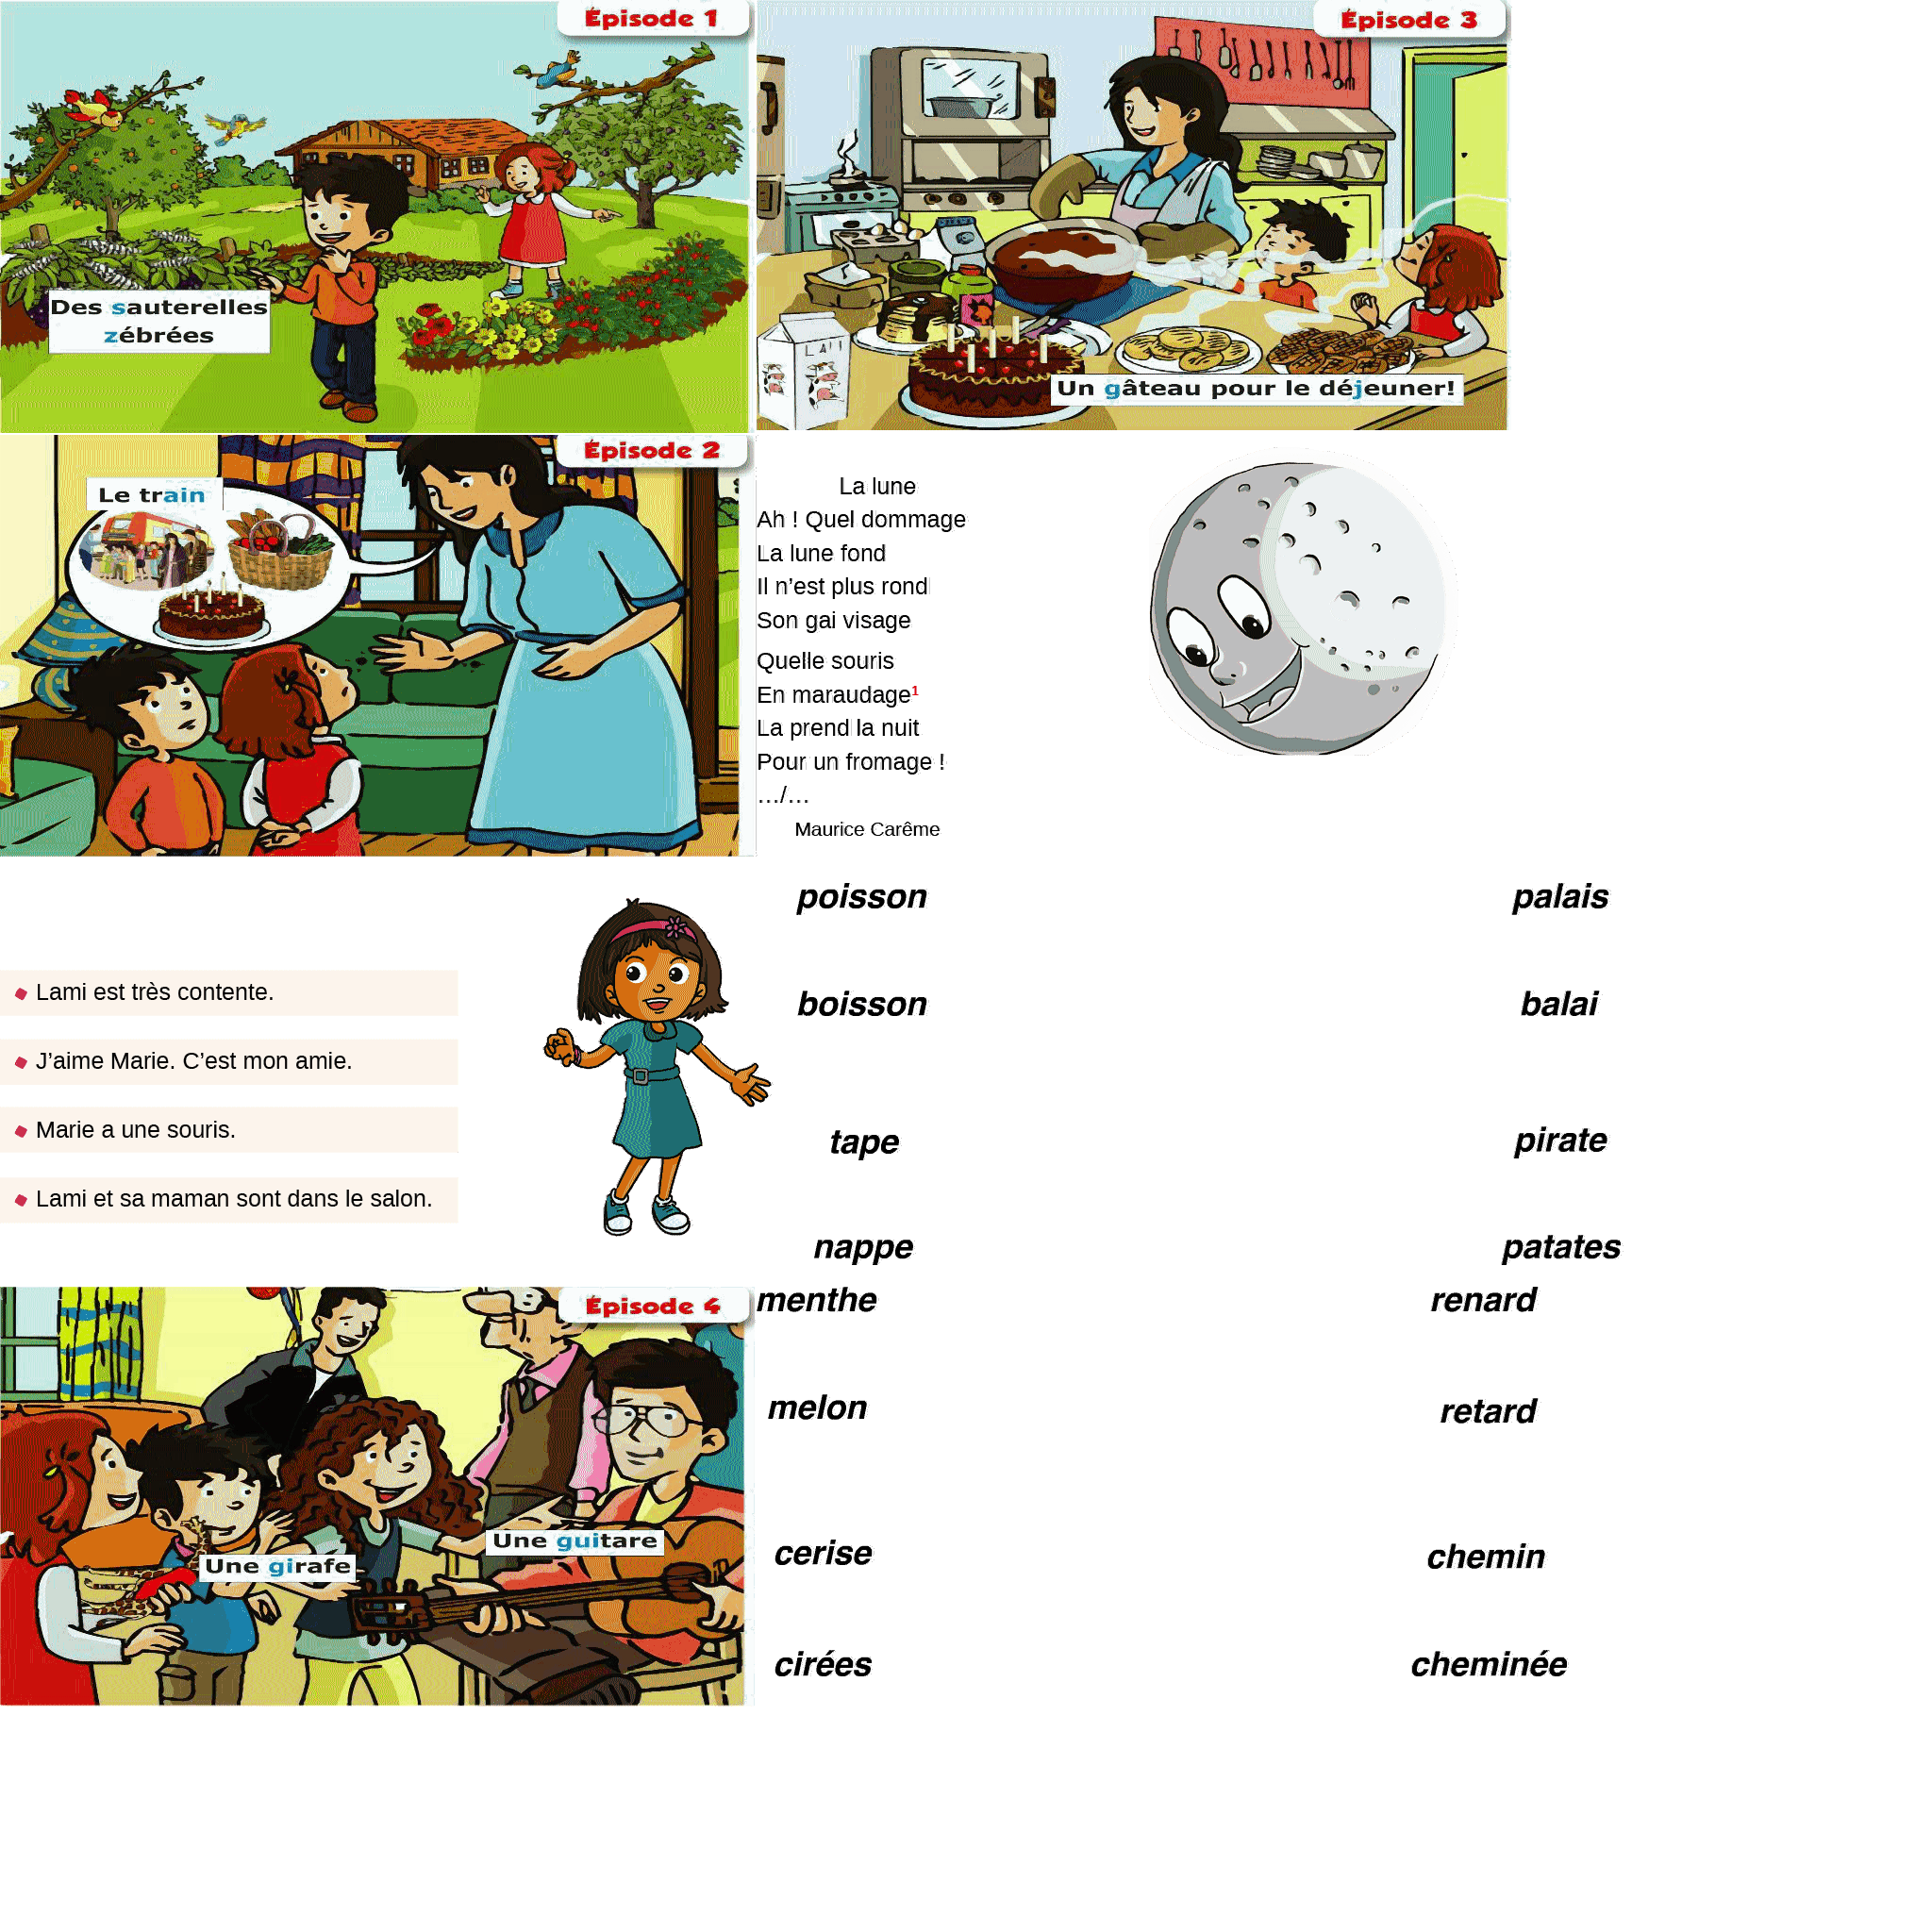 Épisode 1
Des sauterelles
zébrées
Épisode 3
LAIT
Un gâteau pour le déjeuner!
Épisode 2
Le train
La lune
Ah ! Quel dommage
La lune fond
Il n’est plus rond
Son gai visage
Quelle souris
En maraudage1
La prend la nuit
Pour un fromage !
…/…
Maurice Carême
Lami est très contente.
J’aime Marie. C’est mon amie.
Marie a une souris.
Lami et sa maman sont dans le salon.
poisson
palais
boisson
balai
tape
pirate
nappe
patates
Épisode 4
Une guitare
Une girafe
menthe
renard
melon
retard
cerise
chemin
cirées
cheminée